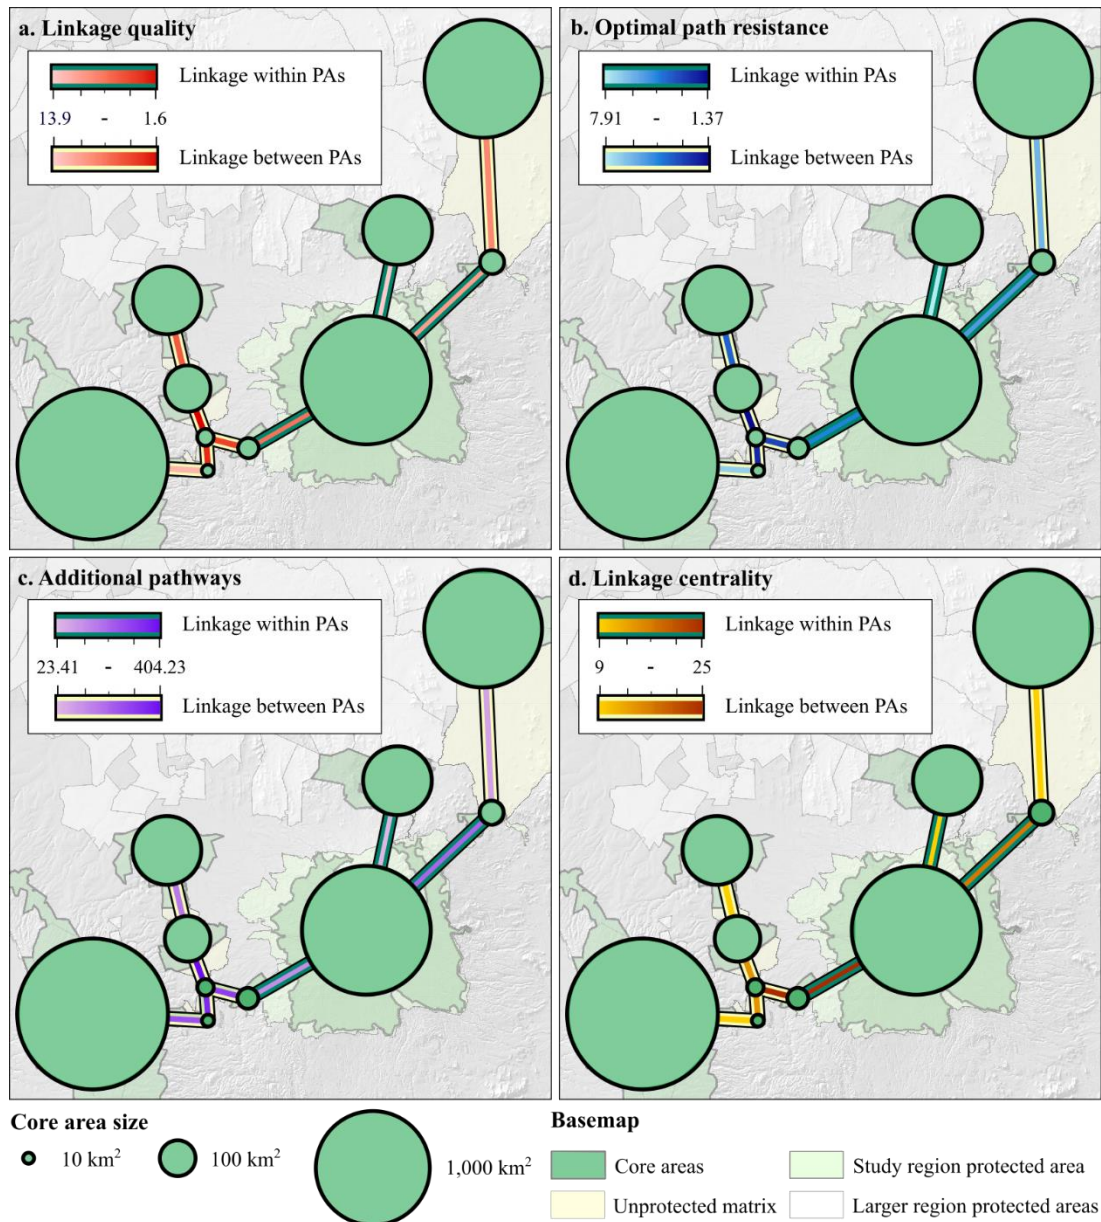 a. Linkage quality
Linkage within PAs
13.9 - 1.6
Linkage between PAs
b. Optimal path resistance
Linkage within PAs
7.91 - 1.37
Linkage between PAs
c. Additional pathways
Linkage within PAs
23.41 - 404.23
Linkage between PAs
d. Linkage centrality
Linkage within PAs
9 - 25
Linkage between PAs
Core area size
10 km²
100 km²
1,000 km²
Basemap
Core areas
Study region protected area
Unprotected matrix
Larger region protected areas